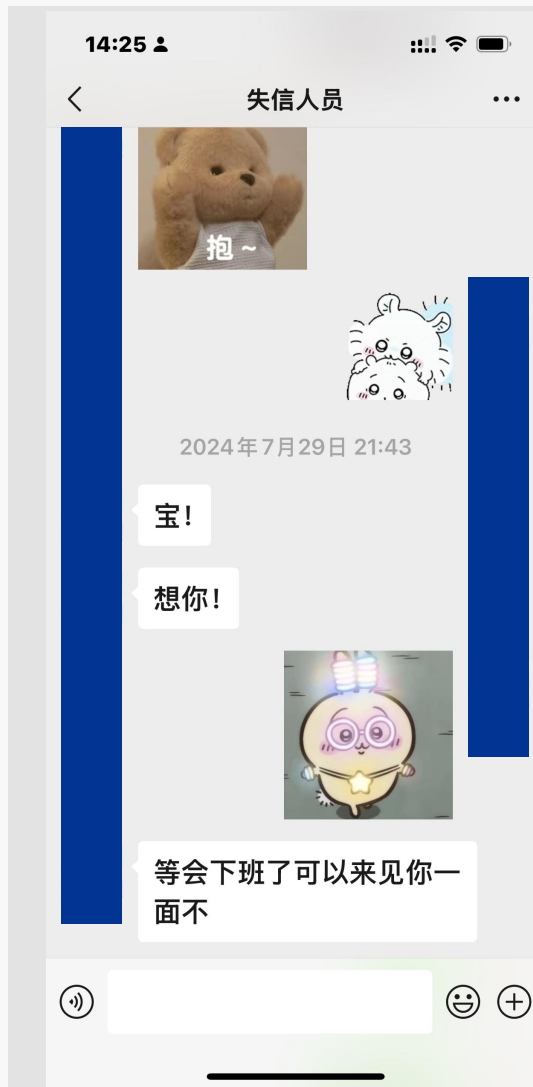 14:25
失信人员
抱~
2024年7月29日 21:43
宝!
想你!
等会下班了可以来见你一
面不